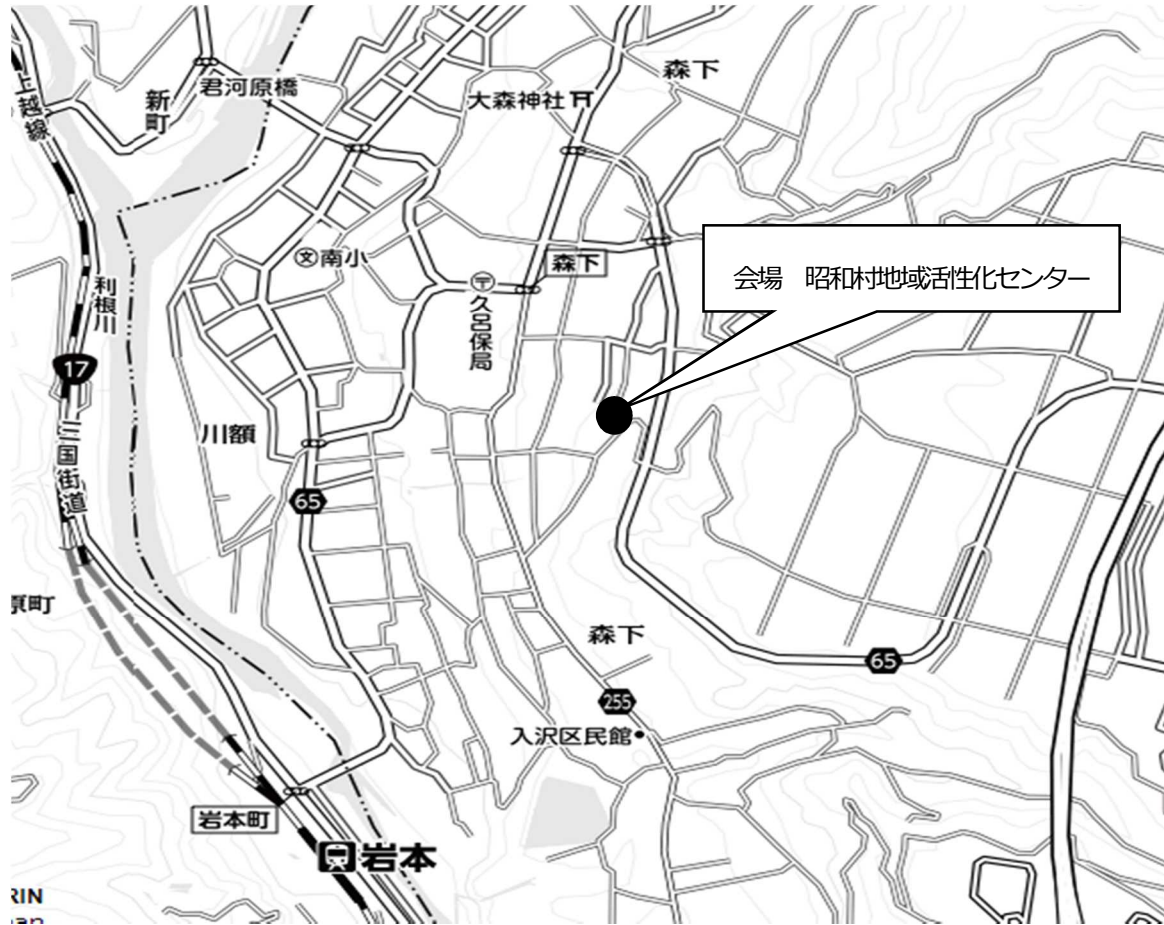 上越線
新町
君河原橋
大森神社
森下
文
南小
森下
会場　昭和村地域活性化センター
利根川
久呂保局
17
三国街道
川額
65
原町
森下
65
255
入沢区民館
岩本町
岩本
RIN